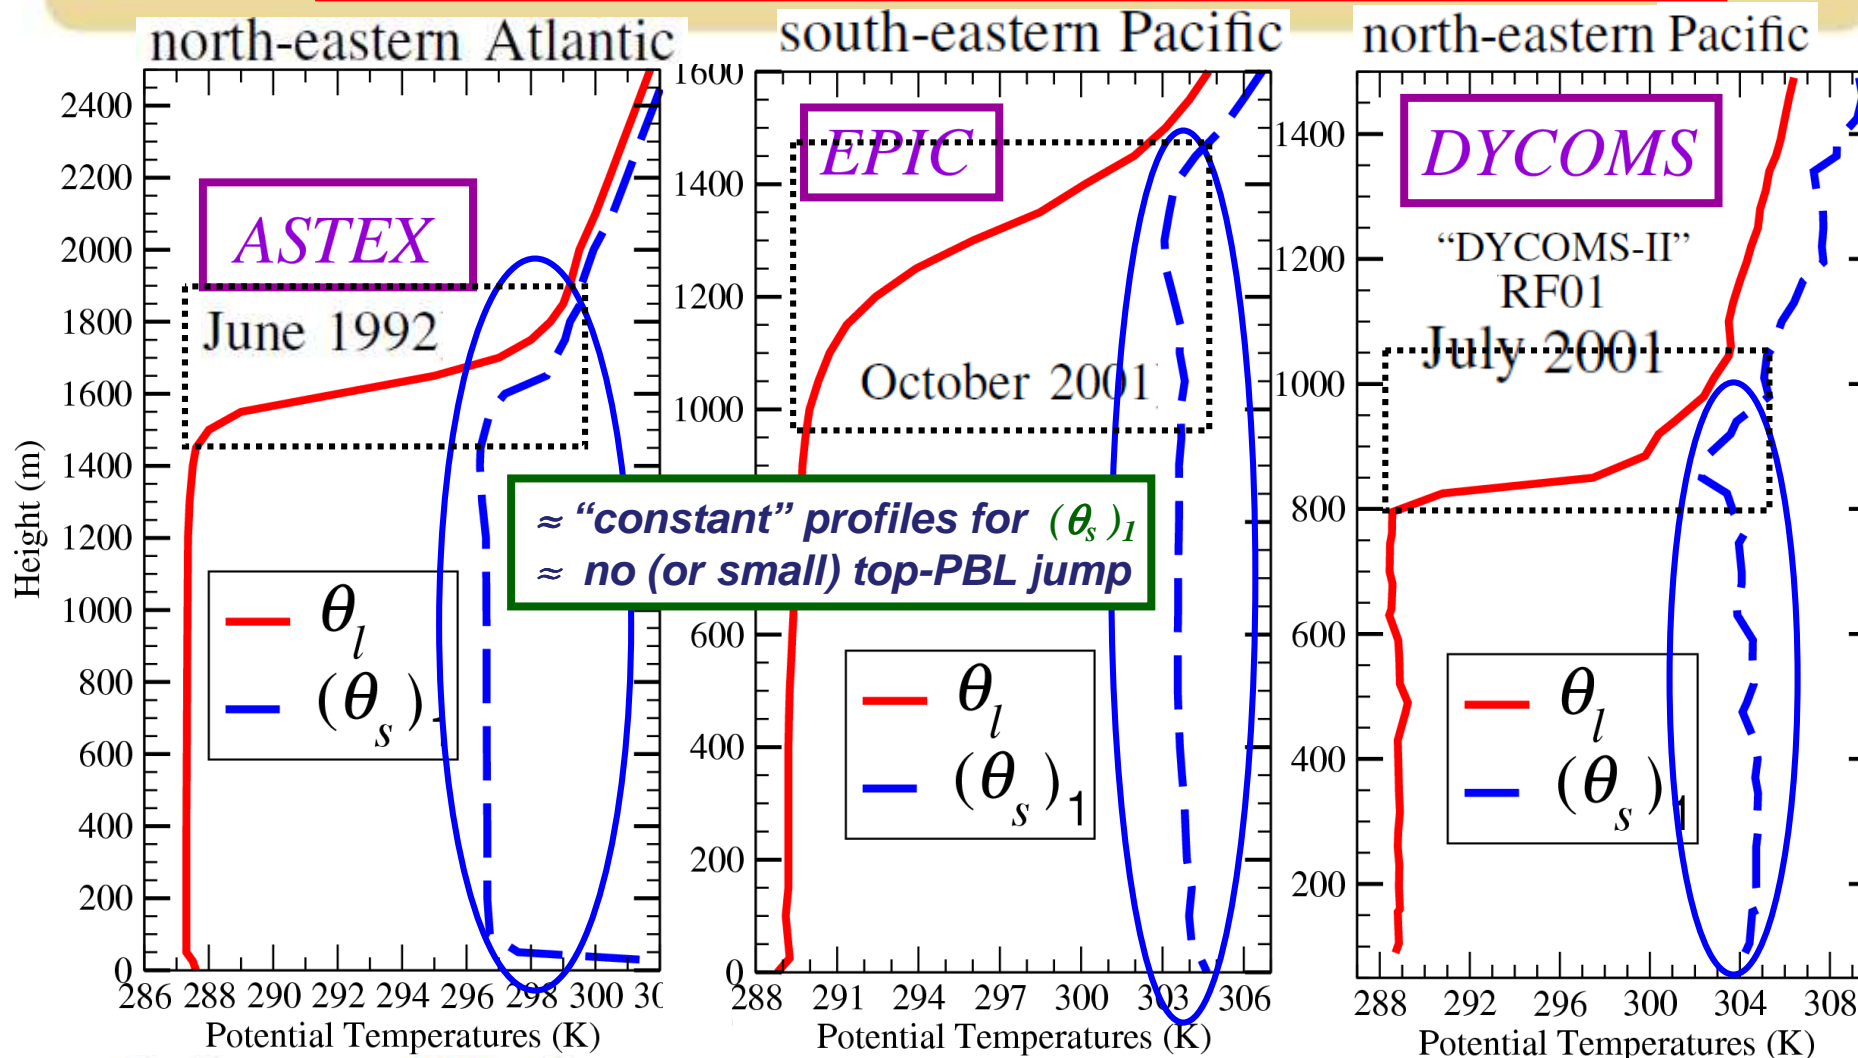 north-eastern Atlantic
2400
2200
2000
1800
1600
1400
1200
1000
800
600
400
200
0
Height (m)
ASTEX
June 1992
θl
(θs)
286 288 290 292 294 296 298 300 30
Potential Temperatures (K)
south-eastern Pacific
1600
1400
1200
1000
600
400
200
0
EPIC
October 2001
≈ “constant” profiles for (θs)1
≈ no (or small) top-PBL jump
θl
(θs)1
288 291 294 297 300 303 306
Potential Temperatures (K)
north-eastern Pacific
1400
1200
1000
800
600
400
200
DYCOMS
“DYCOMS-II”
RF01
July 2001
θl
(θs)1
288 292 296 300 304 308
Potential Temperatures (K)